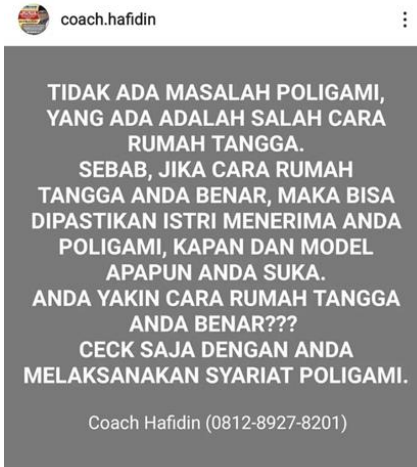 coach.hafidin
TIDAK ADA MASALAH POLIGAMI,
YANG ADA ADALAH SALAH CARA
RUMAH TANGGA.
SEBAB, JIKA CARA RUMAH
TANGGA ANDA BENAR, MAKA BISA
DIPASTIKAN ISTRI MENERIMA ANDA
POLIGAMI, KAPAN DAN MODEL
APAPUN ANDA SUKA.
ANDA YAKIN CARA RUMAH TANGGA
ANDA BENAR???
CECK SAJA DENGAN ANDA
MELAKSANAKAN SYARIAT POLIGAMI.
Coach Hafidin (0812-8927-8201)